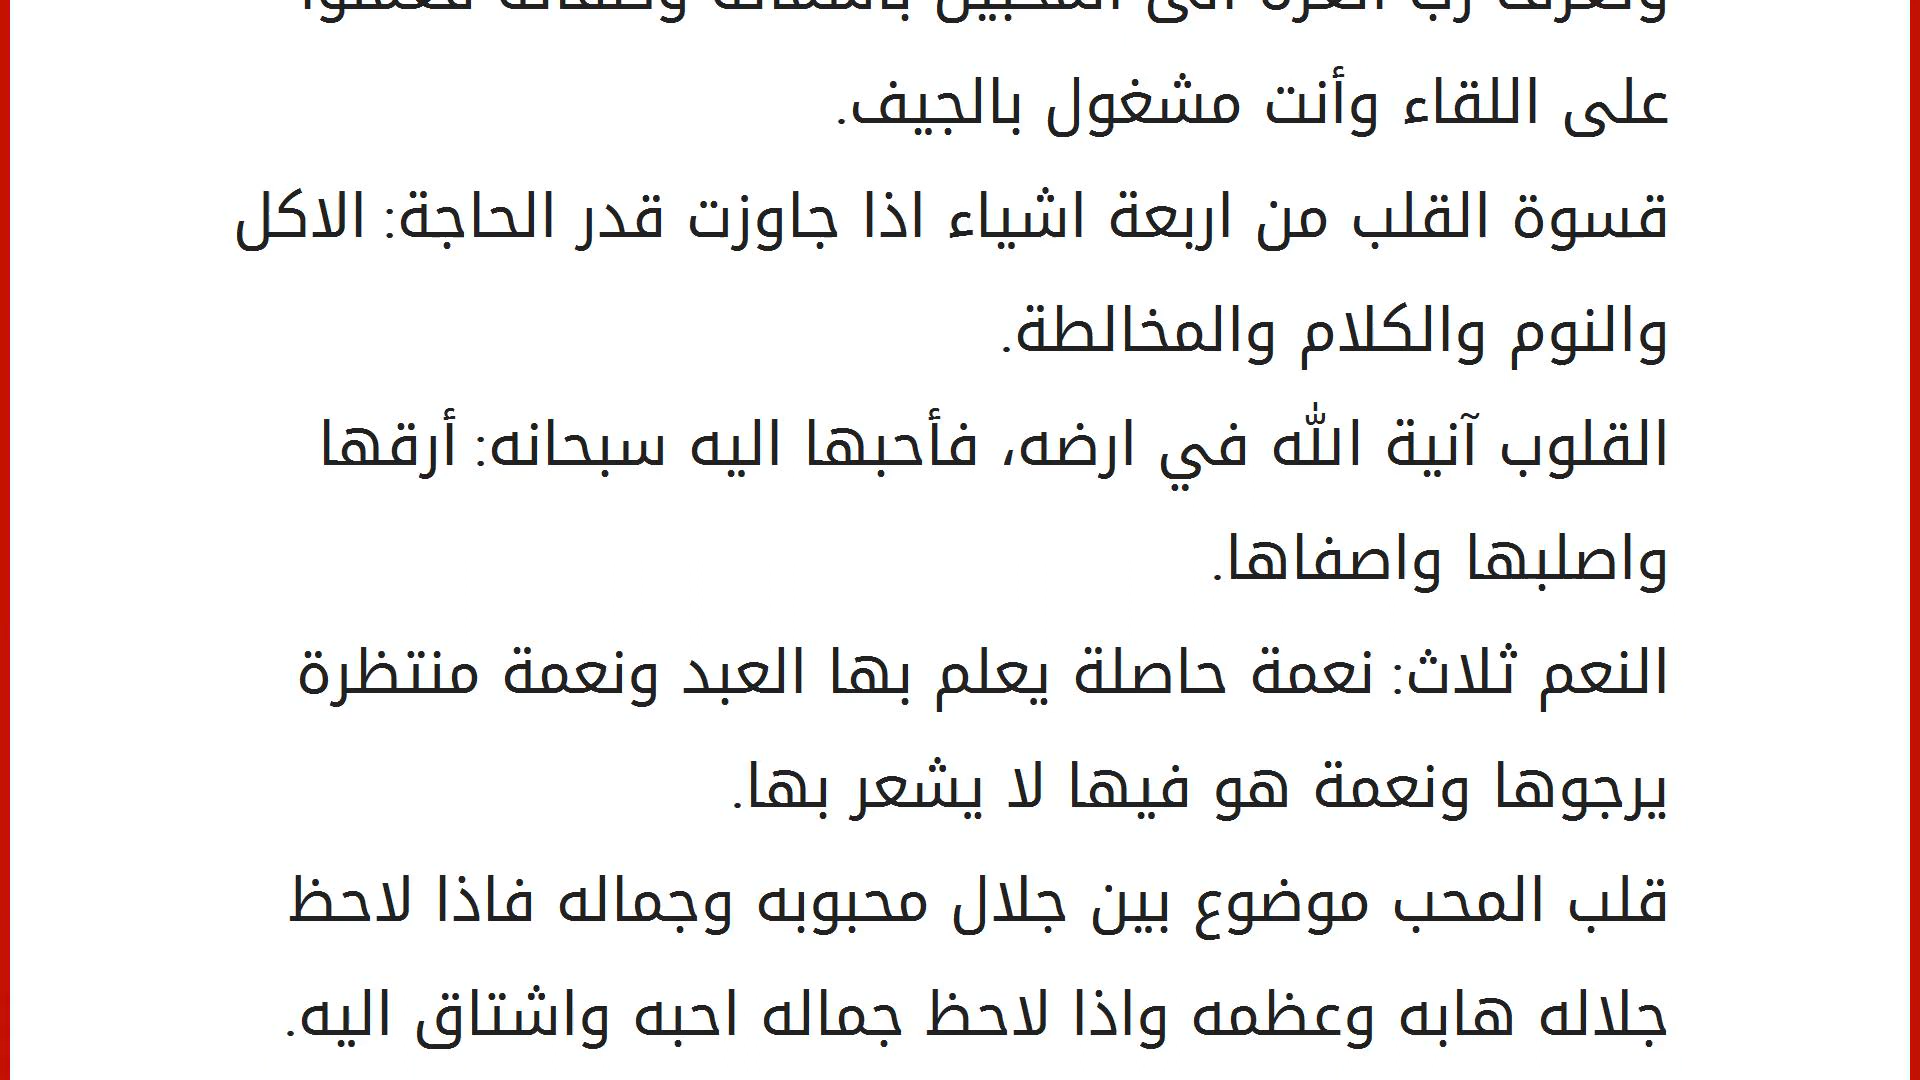 على اللقاء وأنت مشغول بالجيف.
قسوة القلب من اربعة اشياء اذا جاوزت قدر الحاجة: الاكل
والنوم والكلام والمخالطة.
القلوب آنية الله في ارضه، فأحبها اليه سبحانه: أرقها
واصلبها واصفاها.
النعم ثلاث: نعمة حاصلة يعلم بها العبد ونعمة منتظرة
يرجوها ونعمة هو فيها لا يشعر بها.
قلب المحب موضوع بين جلال محبوبه وجماله فاذا لاحظ
جلاله هابه وعظمه واذا لاحظ جماله احبه واشتاق اليه.